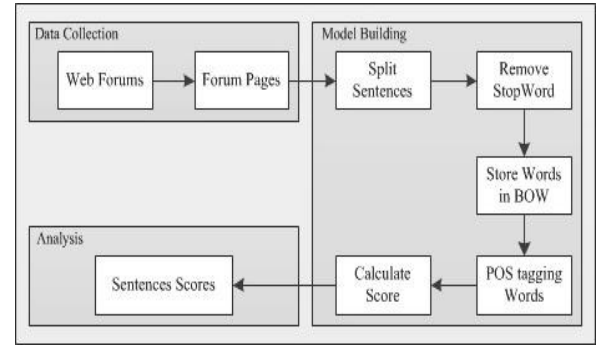 Data Collection
Web Forums
Forum Pages
Model Building
Split
Sentences
Remove
StopWord
Store Words
in BOW
POS tagging
Words
Calculate
Score
Analysis
Sentences Scores